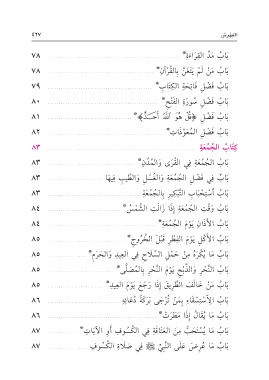 الفهرس ٤٢٧
بَابُ مَدِّ القِرَاءَةِ* ٧٨
بَابُ مَنْ لَمْ يَتَغَنَّ بِالقُرْآنِ* ٧٨
بَابُ فَضْلِ فَاتِحَةِ الكِتَابِ* ٧٩
بَابُ فَضْلِ سُورَةِ الفَتْحِ* ٨٠
بَابُ فَضْلِ ﴿قُلْ هُوَ اللَّهُ أَحَدٌ﴾* ٨١
بَابُ فَضْلِ المُعَوِّذَاتِ* ٨٢
كِتَابُ الجُمُعَةِ ٨٣
بَابُ الجُمُعَةِ فِي القُرَى وَالمُدُنِ* ٨٣
بَابٌ فِي فَضْلِ الجُمُعَةِ وَالغُسْلِ وَالطِّيبِ فِيهَا ٨٣
بَابُ اسْتِحْبَابِ التَّبْكِيرِ بِالجُمُعَةِ ٨٣
بَابُ وَقْتِ الجُمُعَةِ إِذَا زَالَتِ الشَّمْسُ* ٨٤
بَابُ الأَذَانِ يَوْمَ الجُمُعَةِ* ٨٤
بَابُ الأَكْلِ يَوْمَ الفِطْرِ قَبْلَ الخُرُوجِ* ٨٥
بَابُ مَا يُكْرَهُ مِنْ حَمْلِ السِّلَاحِ فِي العِيدِ وَالحَرَمِ* ٨٥
بَابُ النَّحْرِ وَالذَّبْحِ يَوْمَ النَّحْرِ بِالمُصَلَّى* ٨٥
بَابُ مَنْ خَالَفَ الطَّرِيقَ إِذَا رَجَعَ يَوْمَ العِيدِ* ٨٥
بَابُ الاسْتِسْقَاءِ بِمَنْ تُرْجَى بَرَكَةُ دُعَائِهِ ٨٦
بَابُ مَا يُقَالُ إِذَا مَطَرَتْ* ٨٦
بَابُ مَا يُسْتَحَبُّ مِنَ العَتَاقَةِ فِي الكُسُوفِ أَوِ الآيَاتِ* ٨٧
بَابُ مَا عُرِضَ عَلَى النَّبِيِّ ﷺ فِي صَلَاةِ الكُسُوفِ ٨٧